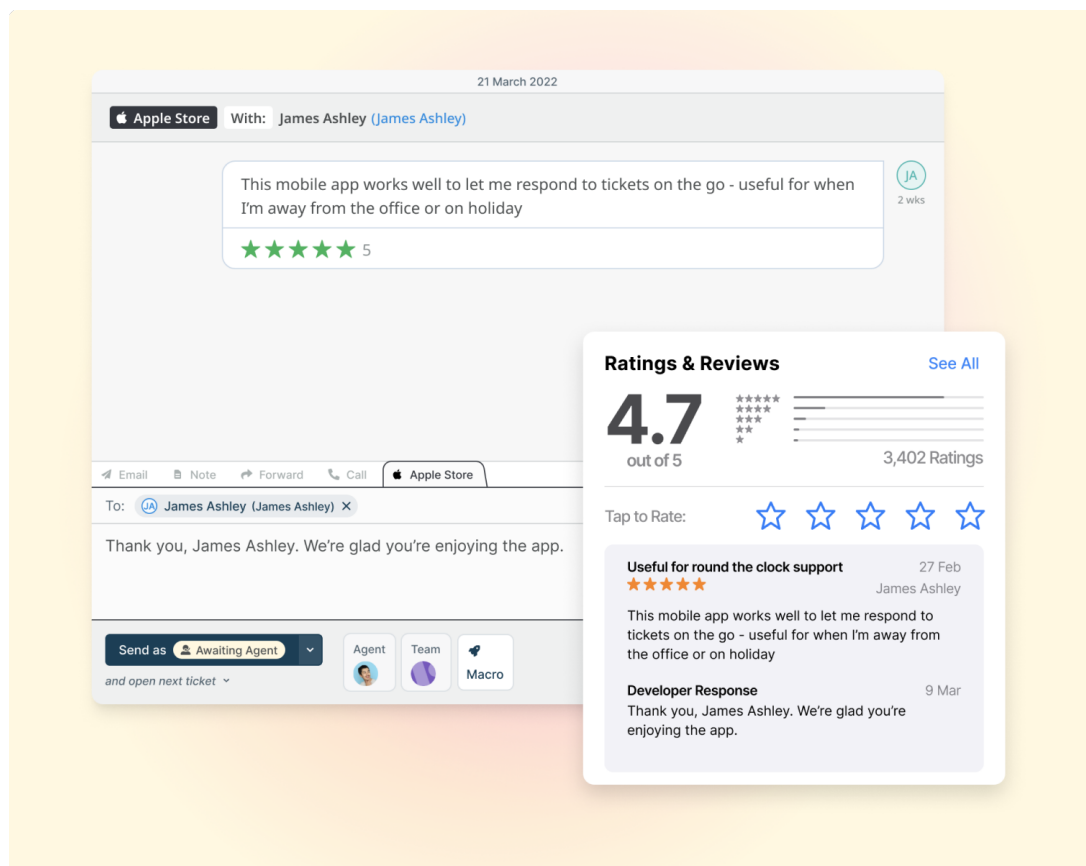 21 March 2022
Apple Store With: James Ashley (James Ashley)
This mobile app works well to let me respond to tickets on the go - useful for when
I'm away from the office or on holiday
5
JA
2 wks
Email Note Forward Call Apple Store
To: JA James Ashley (James Ashley)
Thank you, James Ashley. We're glad you're enjoying the app.
Send as Awaiting Agent
and open next ticket
Agent Team Macro
Ratings & Reviews See All
4.7
out of 5
3,402 Ratings
Tap to Rate:
Useful for round the clock support 27 Feb
James Ashley
This mobile app works well to let me respond to
tickets on the go - useful for when I'm away from
the office or on holiday
Developer Response 9 Mar
Thank you, James Ashley. We're glad you're
enjoying the app.